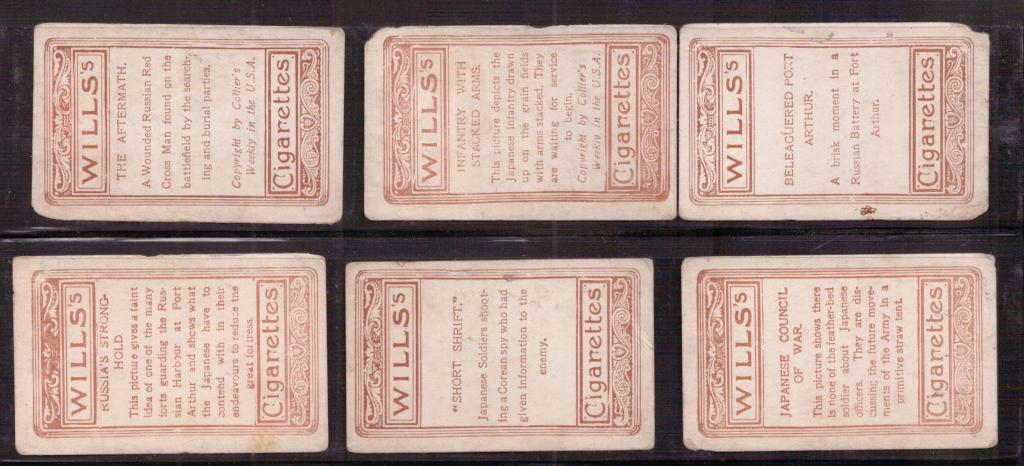 WILLS's
THE AFTERMATH.
A Wounded Russian Red
Cross Man found on the
battlefield by the search-
ing and burial parties.
Copyright by Collier's
Weekly in the U.S.A.
Cigarettes
WILLS's
INFANTRY WITH
STACKED ARMS.
This picture depicts the
Japanese infantry drawn
up on the grain fields
with arms stacked. They
are waiting for service
to begin.
Copyright by Collier's
Weekly in the U.S.A.
Cigarettes
WILLS's
BELEAGUERED PORT
ARTHUR.
A brisk moment in a
Russian Battery at Port
Arthur.
Cigarettes
WILLS's
RUSSIA'S STRONG-
HOLD
This picture gives a faint
idea of one of the many
forts guarding the Rus-
sian Harbour at Port
Arthur and shows what
the Japanese have to
contend with in their
endeavours to reduce the
great fortress.
Cigarettes
WILLS's
"SHORT SHRIFT."
Japanese Soldiers shoot-
ing a Corean spy who had
given information to the
enemy.
Cigarettes
WILLS's
JAPANESE COUNCIL
OF WAR.
This picture shows there
is none of the feather-bed
soldier about Japanese
officers. They are dis-
cussing the future move-
ments of the Army in a
primitive straw tent.
Cigarettes